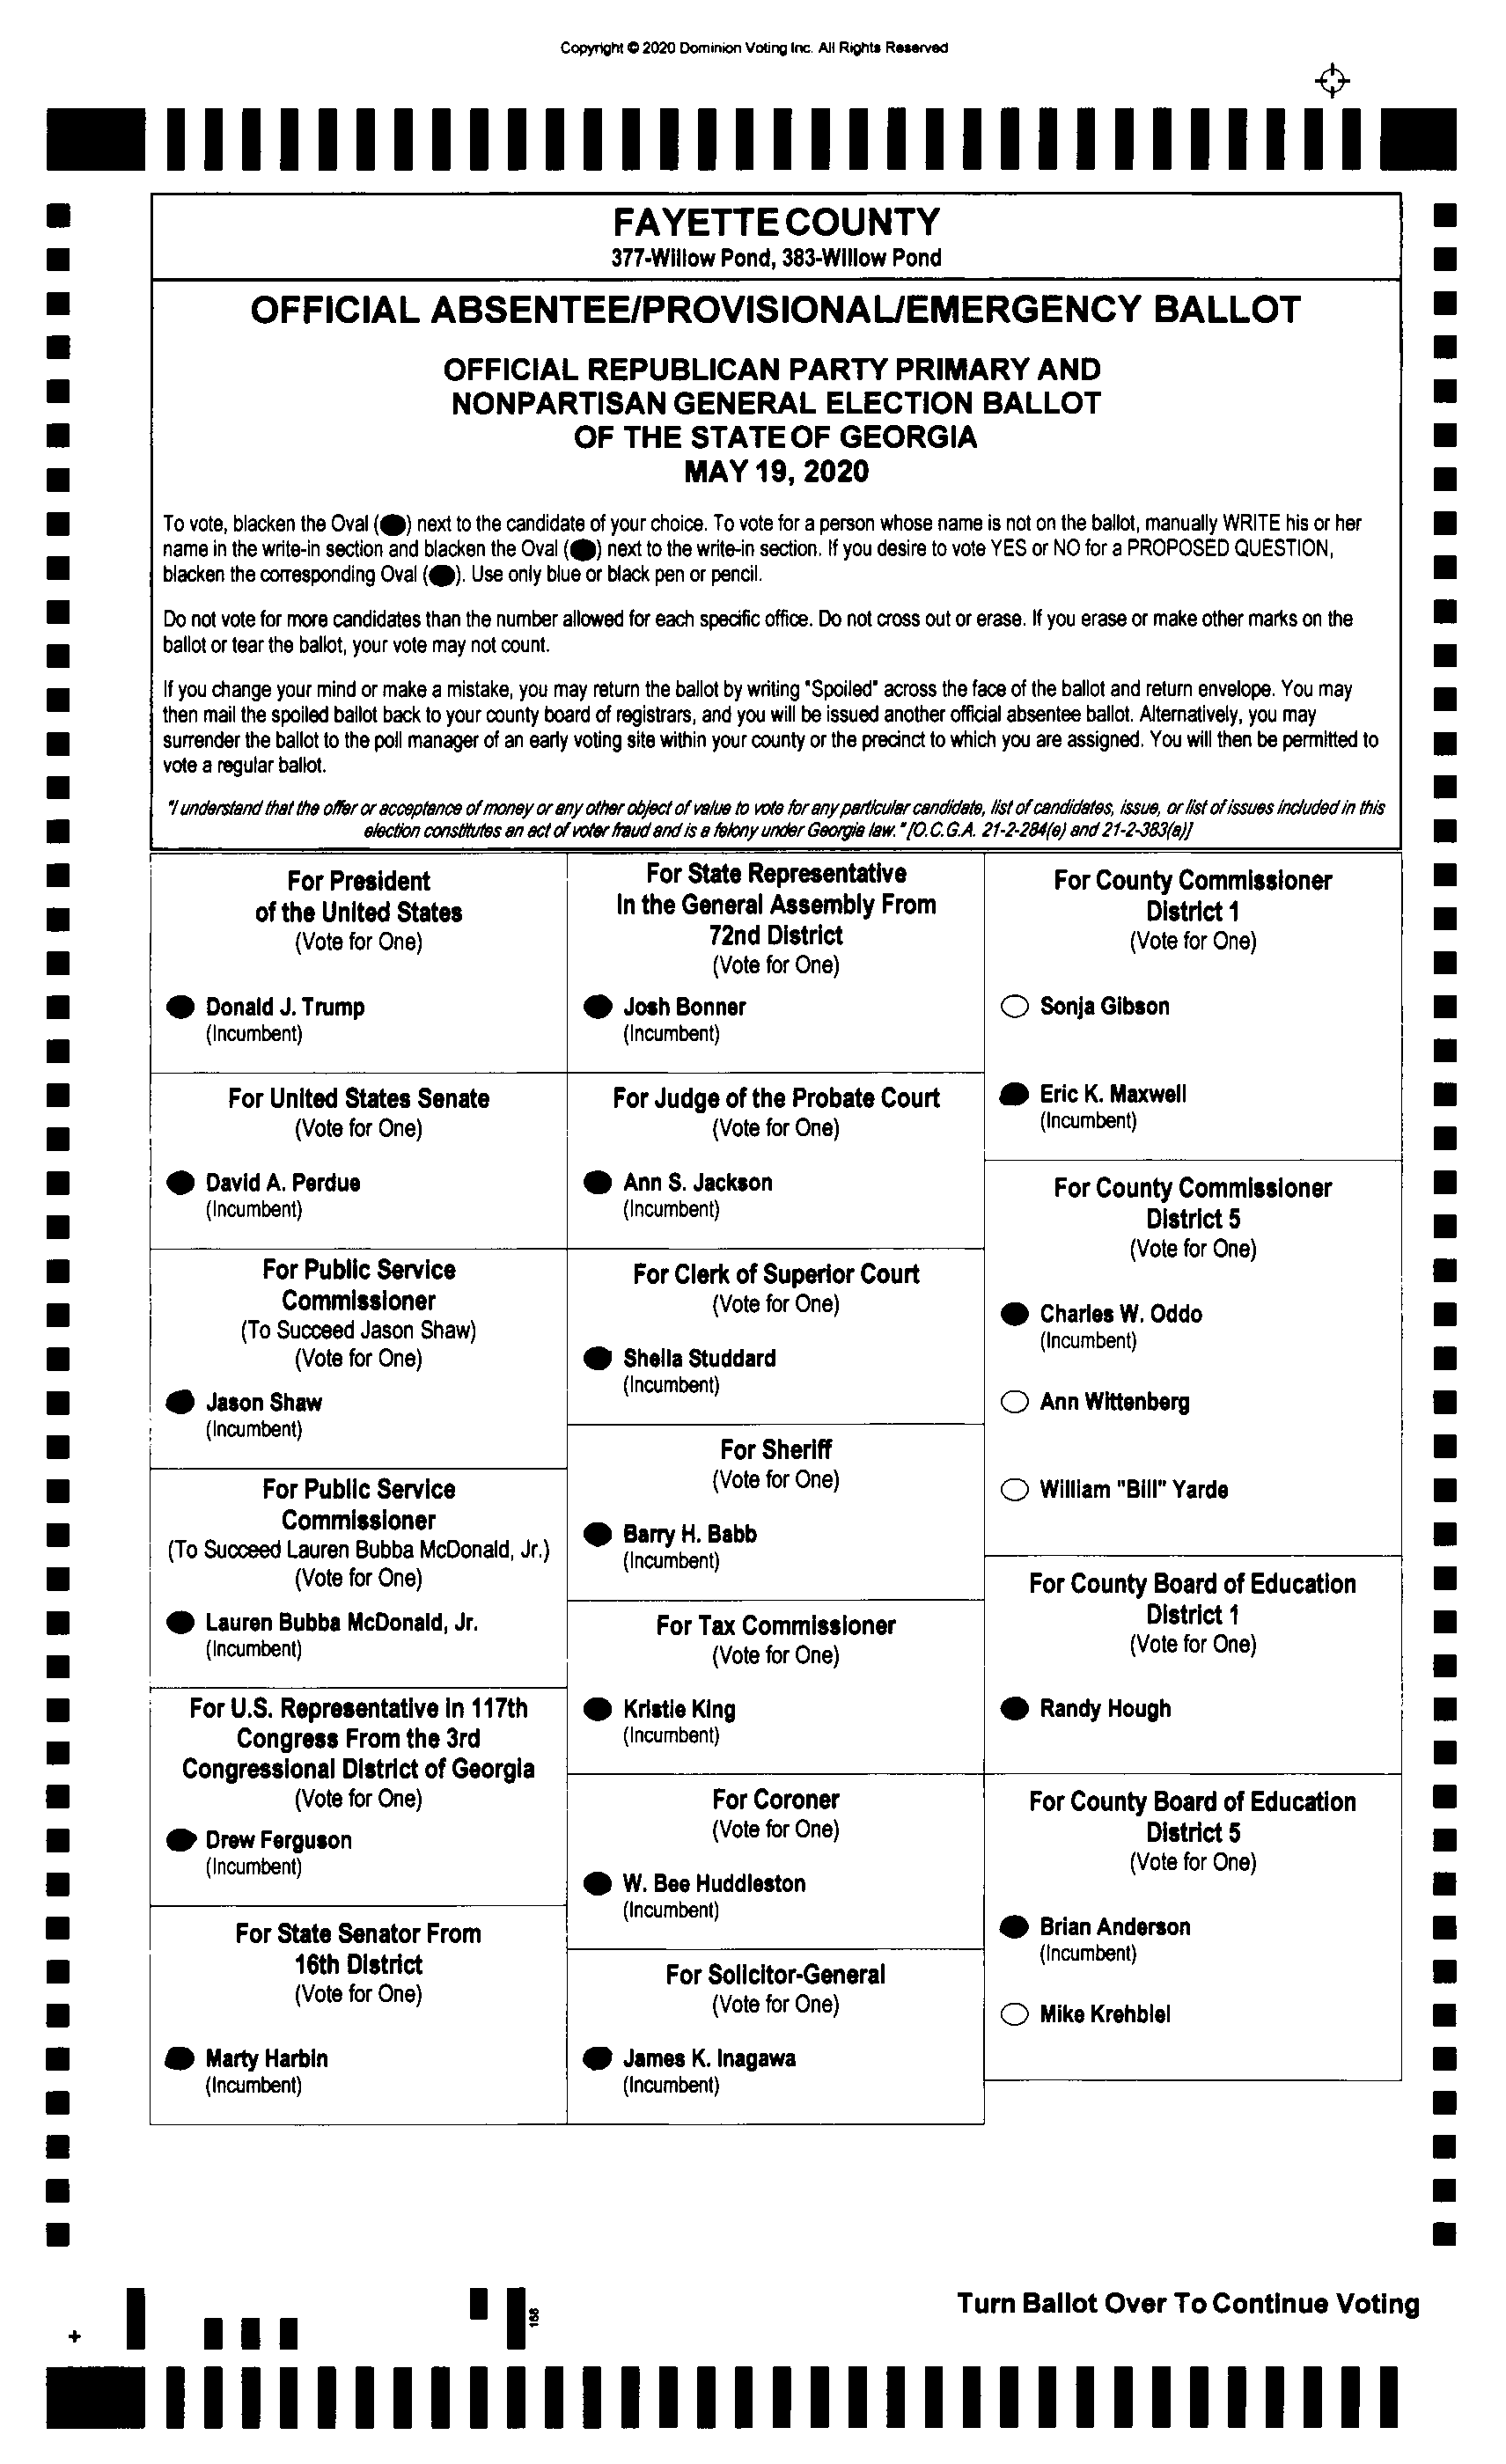 Copyright © 2020 Dominion Voting Inc. All Rights Reserved
FAYETTE COUNTY
377-Willow Pond, 383-Willow Pond
OFFICIAL ABSENTEE/PROVISIONAL/EMERGENCY BALLOT
OFFICIAL REPUBLICAN PARTY PRIMARY AND
NONPARTISAN GENERAL ELECTION BALLOT
OF THE STATE OF GEORGIA
MAY 19, 2020
To vote, blacken the Oval (⬬) next to the candidate of your choice. To vote for a person whose name is not on the ballot, manually WRITE his or her
name in the write-in section and blacken the Oval (⬬) next to the write-in section. If you desire to vote YES or NO for a PROPOSED QUESTION,
blacken the corresponding Oval (⬬). Use only blue or black pen or pencil.
Do not vote for more candidates than the number allowed for each specific office. Do not cross out or erase. If you erase or make other marks on the
ballot or tear the ballot, your vote may not count.
If you change your mind or make a mistake, you may return the ballot by writing "Spoiled" across the face of the ballot and return envelope. You may
then mail the spoiled ballot back to your county board of registrars, and you will be issued another official absentee ballot. Alternatively, you may
surrender the ballot to the poll manager of an early voting site within your county or the precinct to which you are assigned. You will then be permitted to
vote a regular ballot.
"I understand that the offer or acceptance of money or any other object of value to vote for any particular candidate, list of candidates, issue, or list of issues included in this
election constitutes an act of voter fraud and is a felony under Georgia law." [O.C.G.A. 21-2-284(e) and 21-2-383(a)]
For President
of the United States
(Vote for One)
Donald J. Trump
(Incumbent)
For United States Senate
(Vote for One)
David A. Perdue
(Incumbent)
For Public Service
Commissioner
(To Succeed Jason Shaw)
(Vote for One)
Jason Shaw
(Incumbent)
For Public Service
Commissioner
(To Succeed Lauren Bubba McDonald, Jr.)
(Vote for One)
Lauren Bubba McDonald, Jr.
(Incumbent)
For U.S. Representative in 117th
Congress From the 3rd
Congressional District of Georgia
(Vote for One)
Drew Ferguson
(Incumbent)
For State Senator From
16th District
(Vote for One)
Marty Harbin
(Incumbent)
For State Representative
In the General Assembly From
72nd District
(Vote for One)
Josh Bonner
(Incumbent)
For Judge of the Probate Court
(Vote for One)
Ann S. Jackson
(Incumbent)
For Clerk of Superior Court
(Vote for One)
Sheila Studdard
(Incumbent)
For Sheriff
(Vote for One)
Barry H. Babb
(Incumbent)
For Tax Commissioner
(Vote for One)
Kristie King
(Incumbent)
For Coroner
(Vote for One)
W. Bee Huddleston
(Incumbent)
For Solicitor-General
(Vote for One)
James K. Inagawa
(Incumbent)
For County Commissioner
District 1
(Vote for One)
Sonja Gibson
Eric K. Maxwell
(Incumbent)
For County Commissioner
District 5
(Vote for One)
Charles W. Oddo
(Incumbent)
Ann Wittenberg
William "Bill" Yarde
For County Board of Education
District 1
(Vote for One)
Randy Hough
For County Board of Education
District 5
(Vote for One)
Brian Anderson
(Incumbent)
Mike Krehbiel
168
Turn Ballot Over To Continue Voting
+